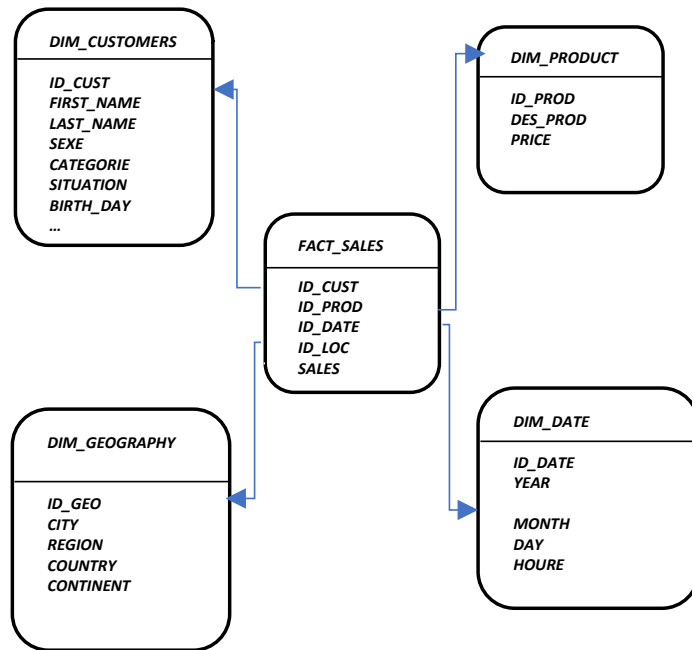 DIM_CUSTOMERS
ID_CUST
FIRST_NAME
LAST_NAME
SEXE
CATEGORIE
SITUATION
BIRTH_DAY
...
DIM_PRODUCT
ID_PROD
DES_PROD
PRICE
FACT_SALES
ID_CUST
ID_PROD
ID_DATE
ID_LOC
SALES
DIM_GEOGRAPHY
ID_GEO
CITY
REGION
COUNTRY
CONTINENT
DIM_DATE
ID_DATE
YEAR
MONTH
DAY
HOURE